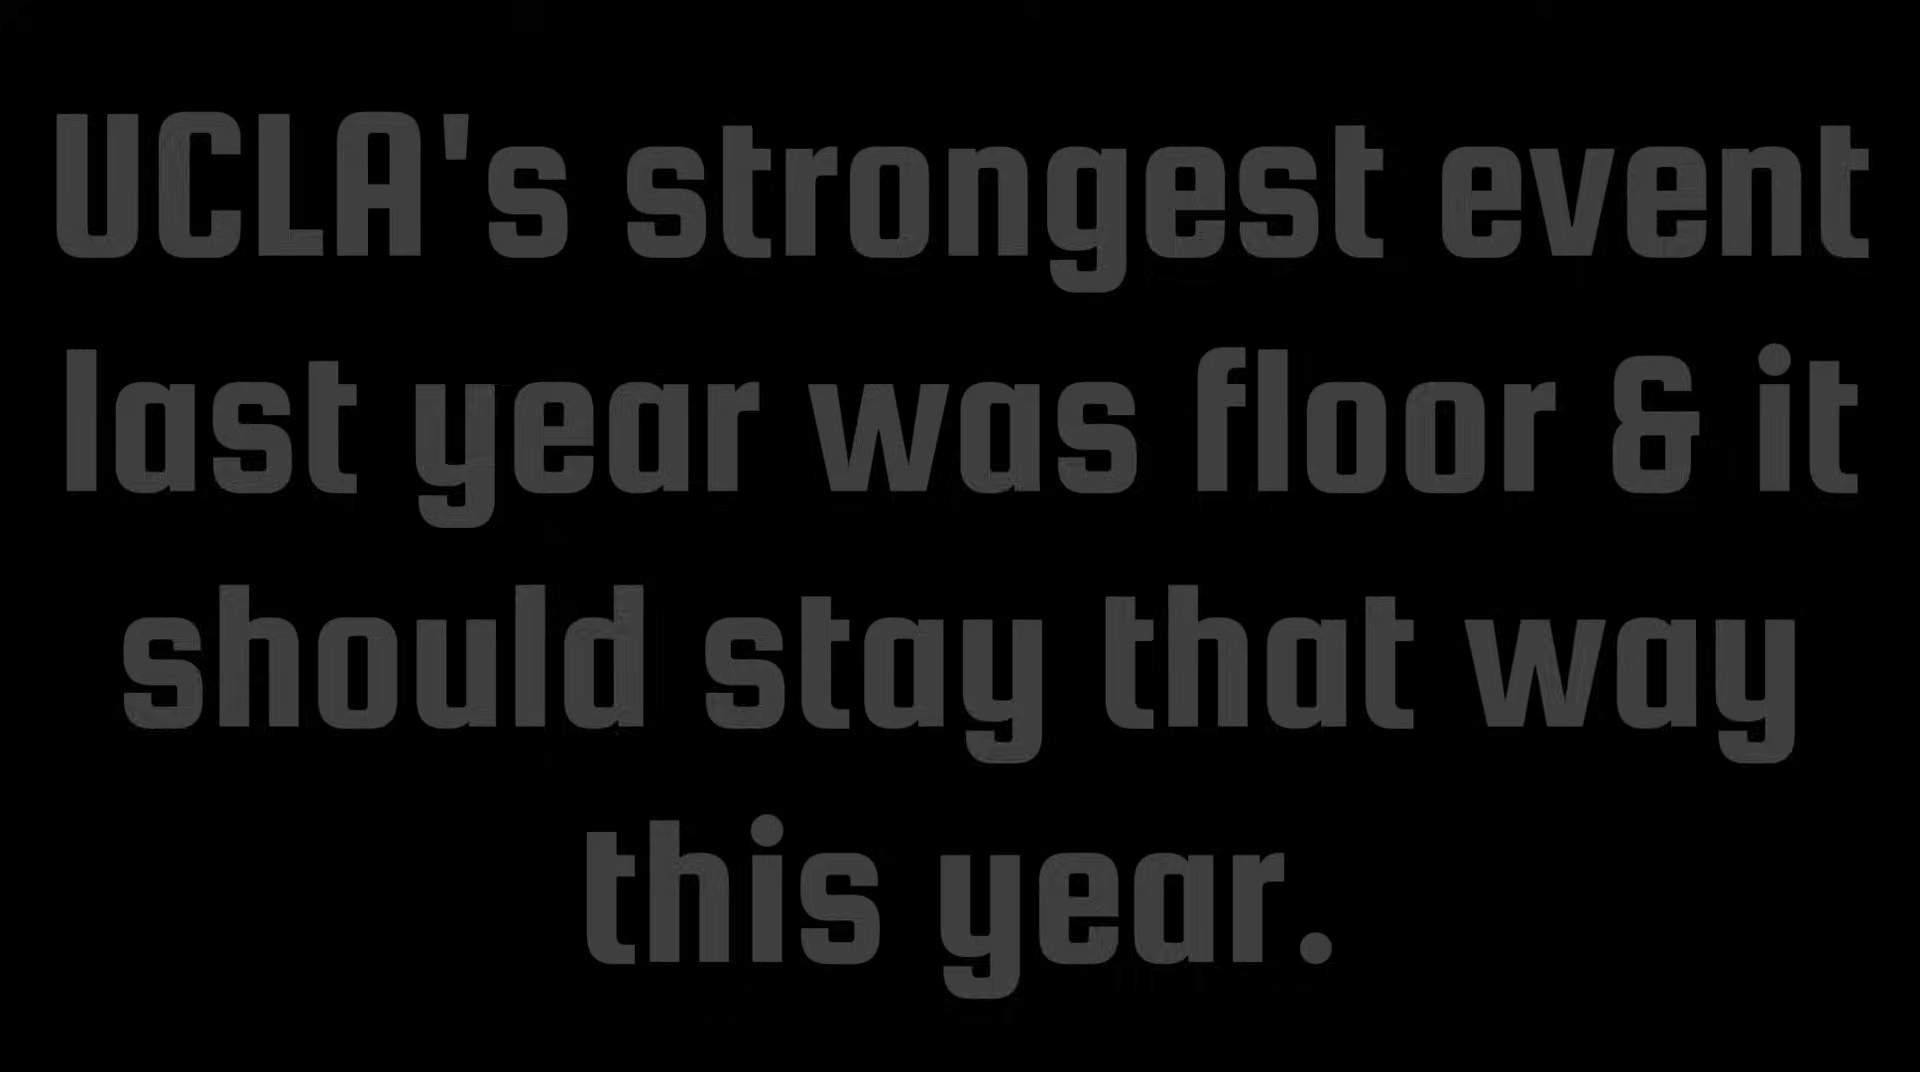 UCLA's strongest event
last year was floor & it
should stay that way
this year.